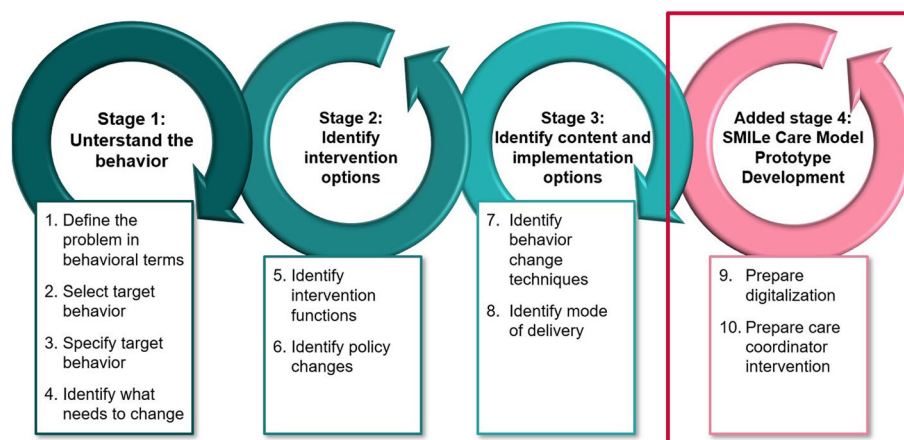 Stage 1:
Unterstand the
behavior
1. Define the
problem in
behavioral terms
2. Select target
behavior
3. Specify target
behavior
4. Identify what
needs to change
Stage 2:
Identify
intervention
options
5. Identify
intervention
functions
6. Identify policy
changes
Stage 3:
Identify content and
implementation
options
7. Identify
behavior
change
techniques
8. Identify mode
of delivery
Added stage 4:
SMILe Care Model
Prototype
Development
9. Prepare
digitalization
10. Prepare care
coordinator
intervention